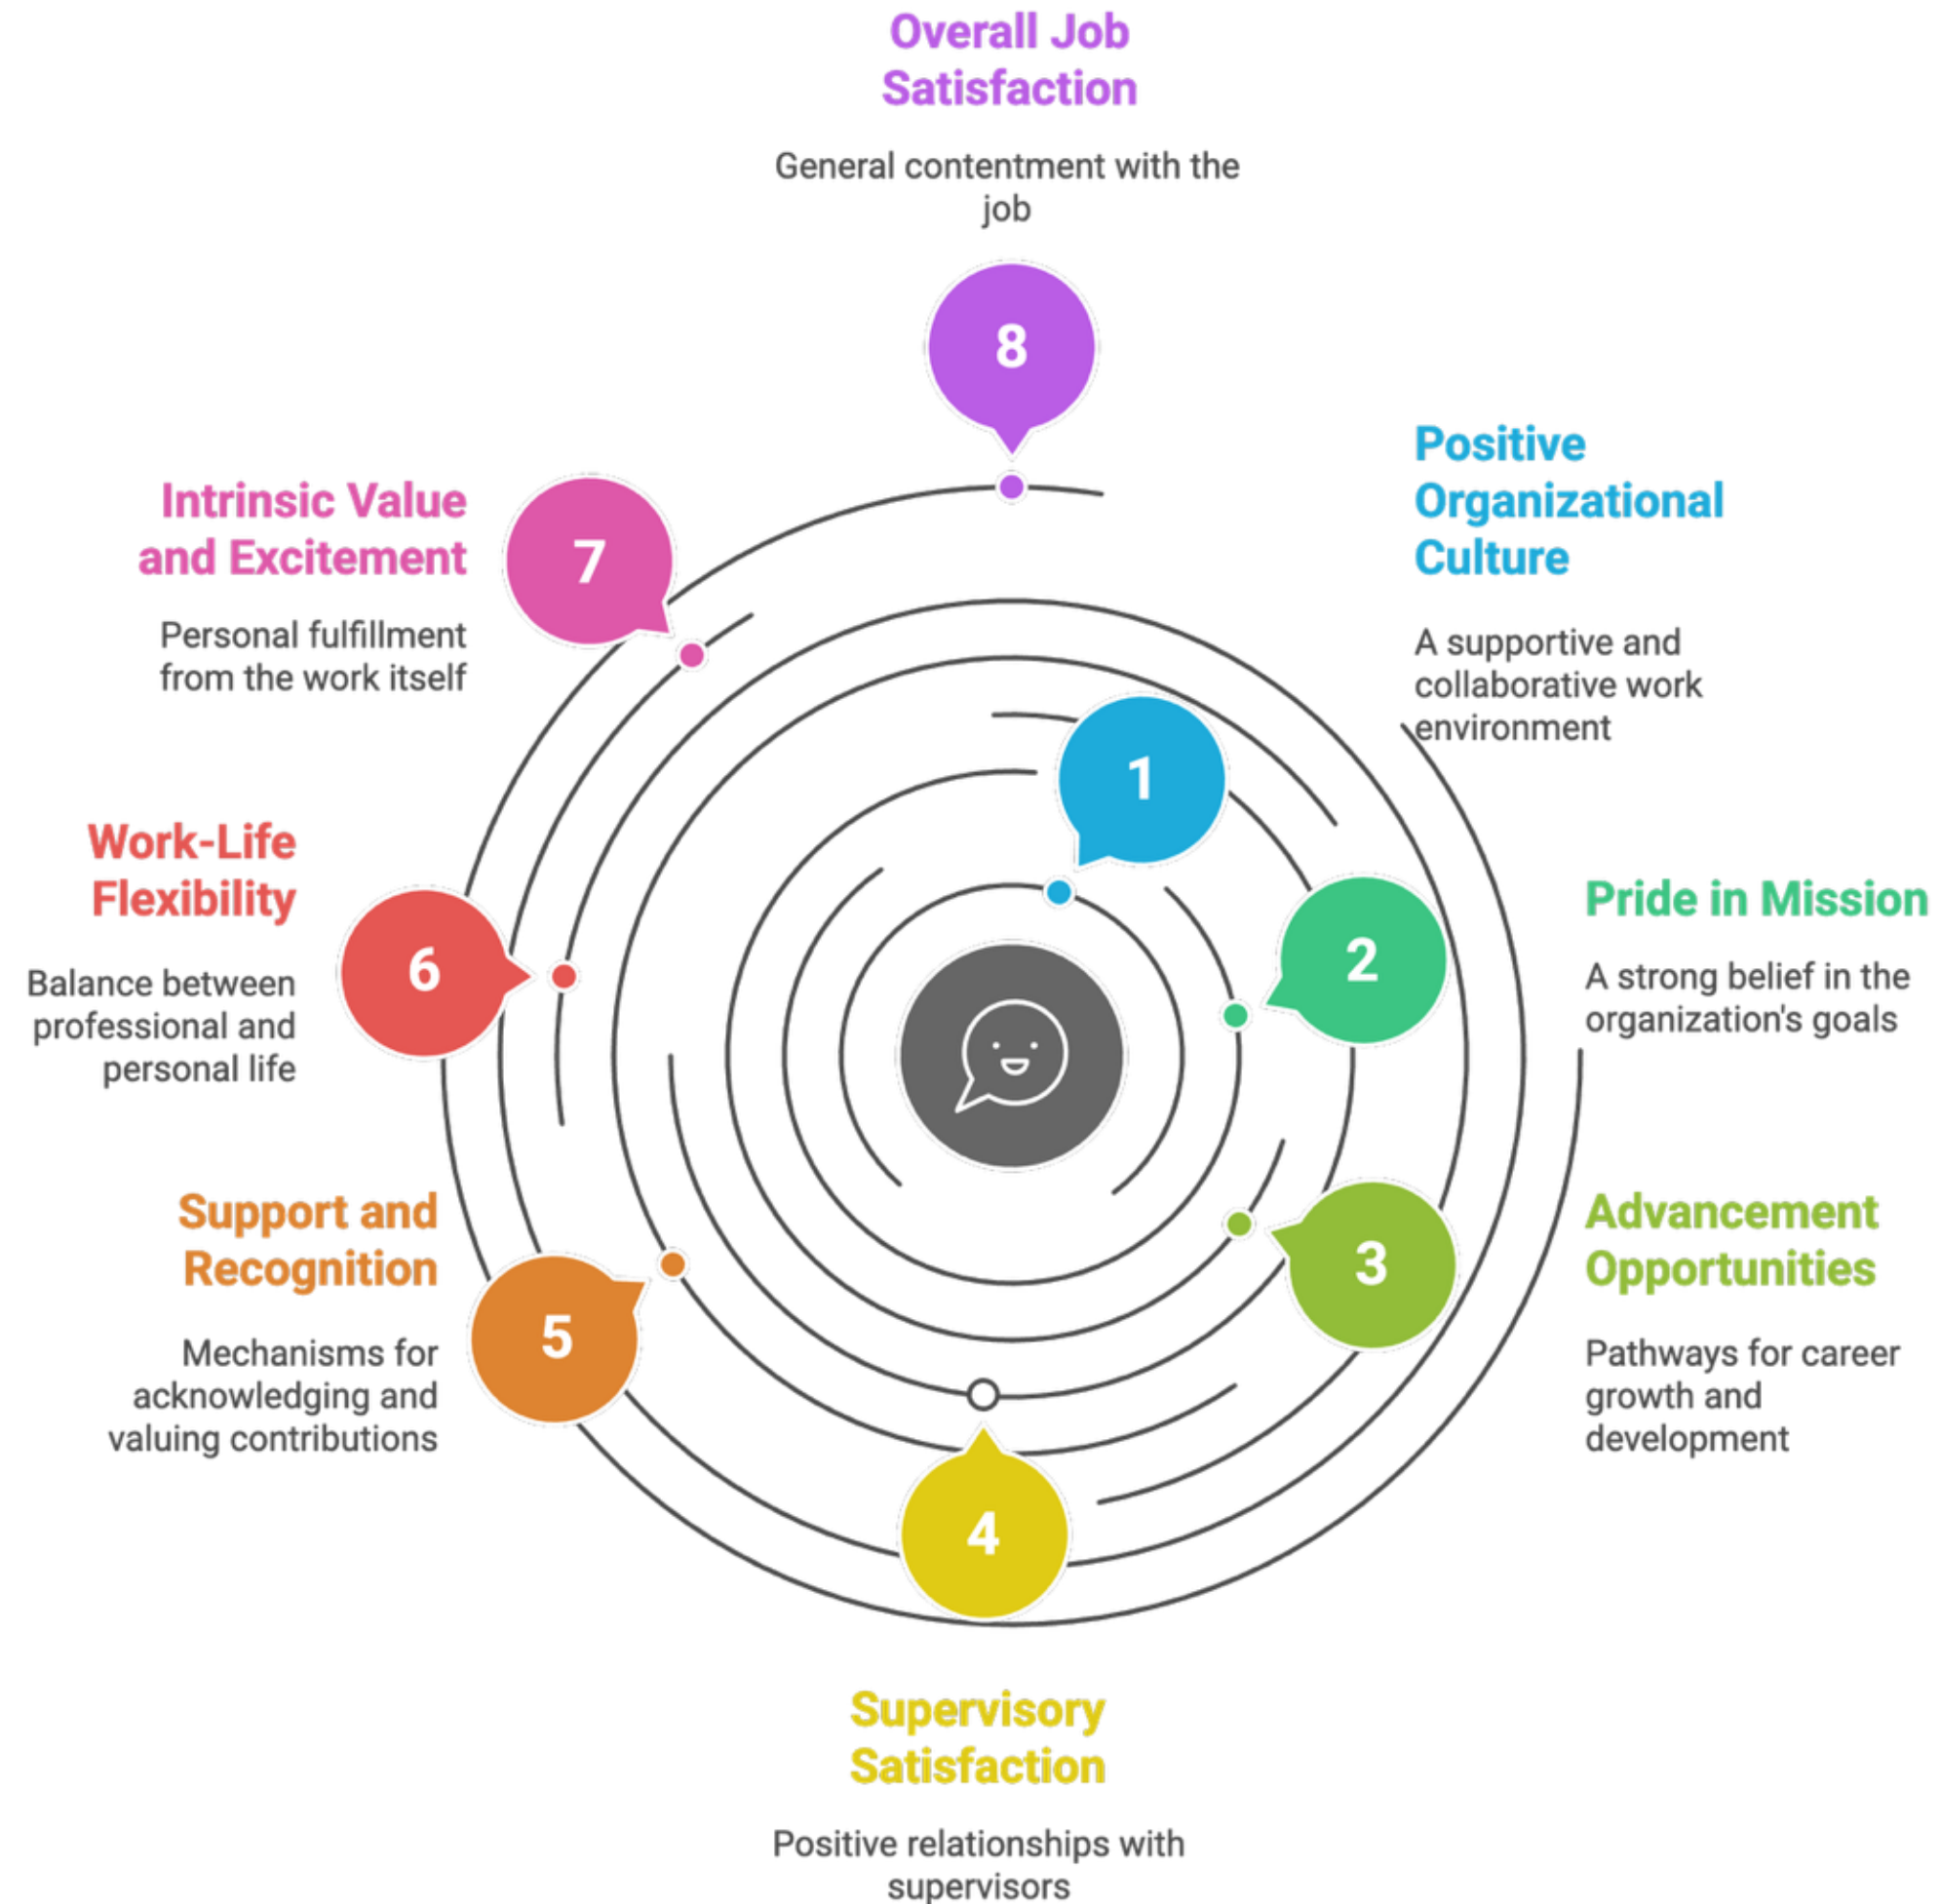 Overall Job
Satisfaction
General contentment with the
job
8
Positive
Organizational
Culture
A supportive and
collaborative work
environment
1
Pride in Mission
A strong belief in the
organization's goals
2
Advancement
Opportunities
Pathways for career
growth and
development
3
4
Supervisory
Satisfaction
Positive relationships with
supervisors
Support and
Recognition
Mechanisms for
acknowledging and
valuing contributions
5
Work-Life
Flexibility
Balance between
professional and
personal life
6
Intrinsic Value
and Excitement
Personal fulfillment
from the work itself
7